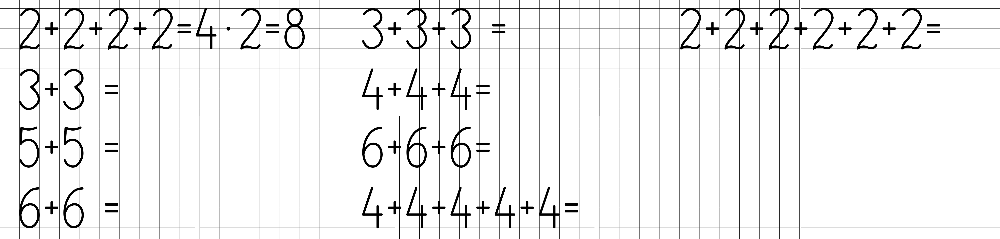 2+2+2+2=4·2=8 3+3+3 = 2+2+2+2+2+2=
3+3 = 4+4+4=
5+5 = 6+6+6=
6+6 = 4+4+4+4+4=